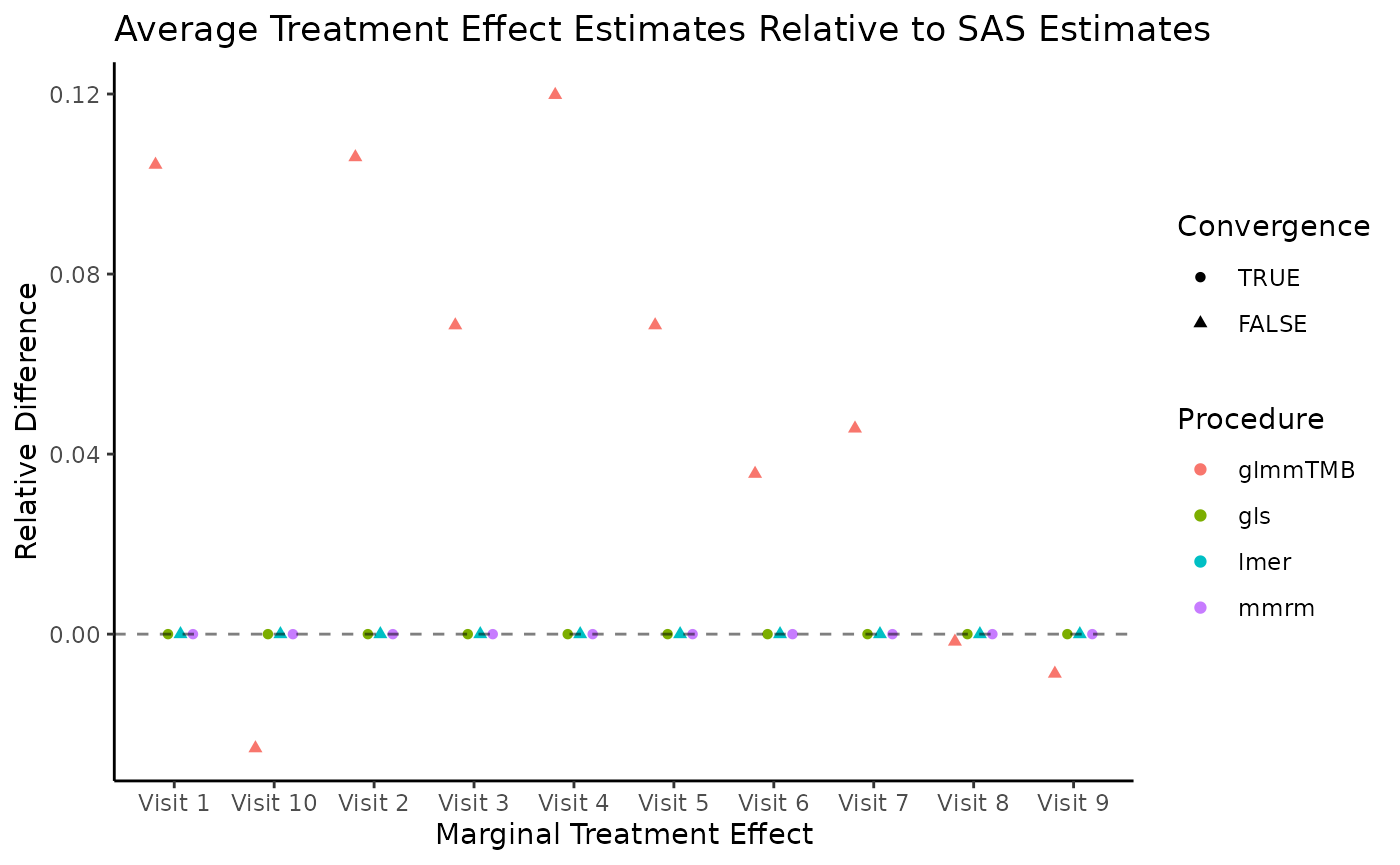 Average Treatment Effect Estimates Relative to SAS Estimates
Relative Difference
0.12
0.08
0.04
0.00
Visit 1 Visit 10 Visit 2 Visit 3 Visit 4 Visit 5 Visit 6 Visit 7 Visit 8 Visit 9
Marginal Treatment Effect
Convergence
TRUE
FALSE
Procedure
glmmTMB
gls
lmer
mmrm